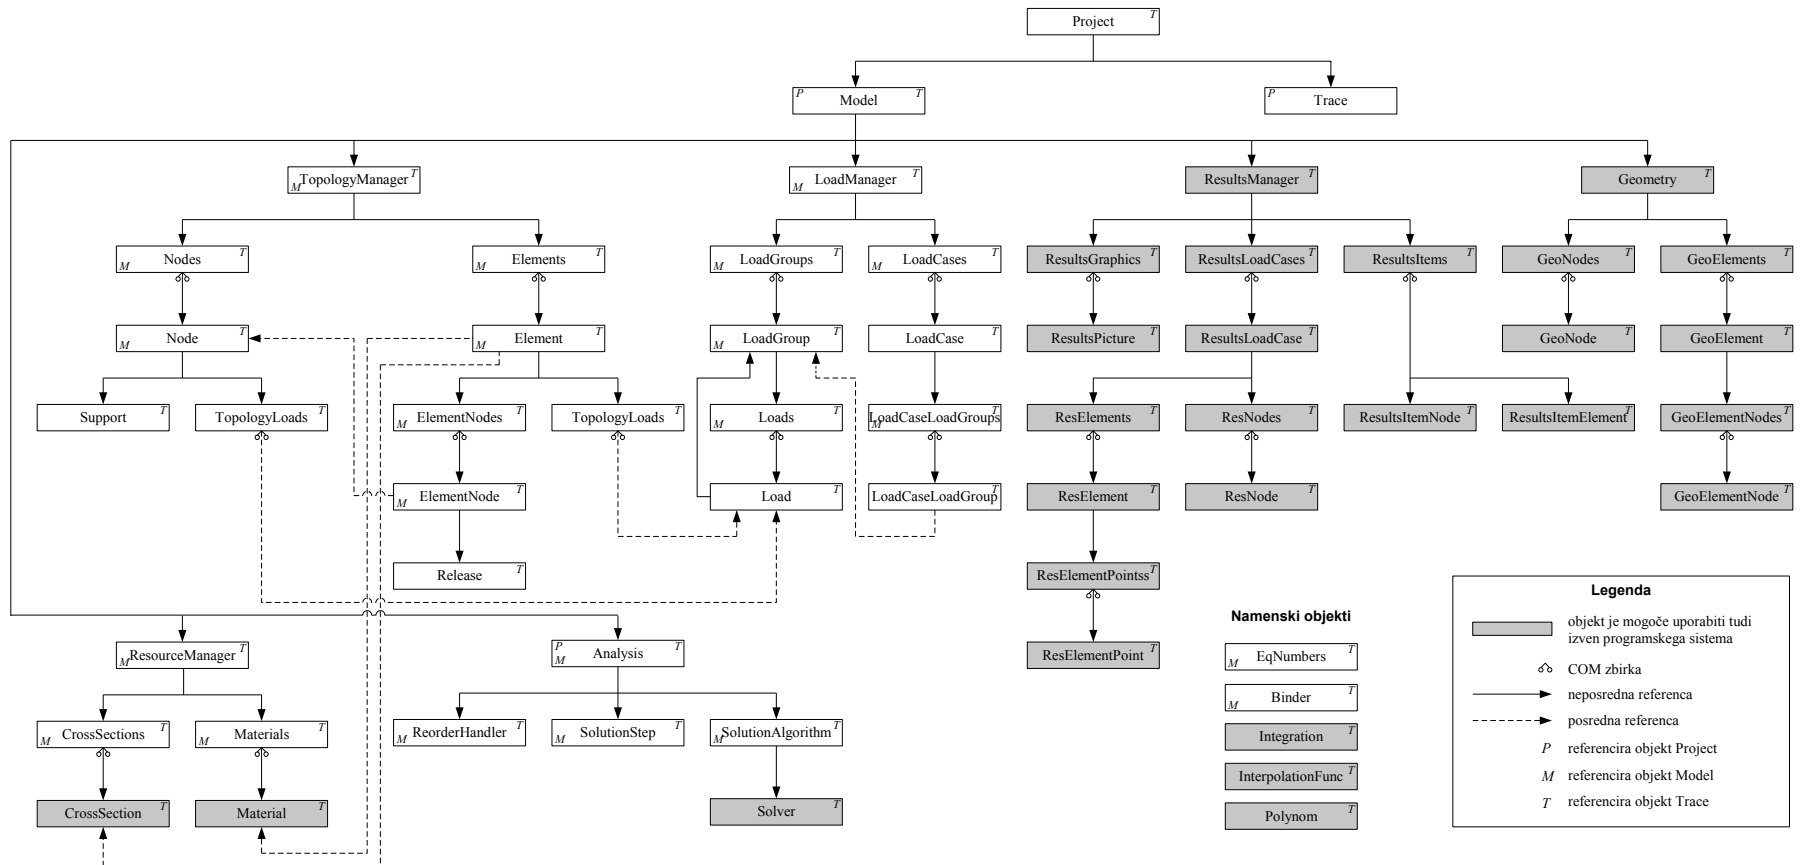 Project T
P Model T
P Trace
M TopologyManager T
M LoadManager T
ResultsManager T
Geometry T
M Nodes T
M Elements T
M LoadGroups T
M LoadCases T
ResultsGraphics T
ResultsLoadCases T
ResultsItems T
GeoNodes T
GeoElements T
M Node T
M Element T
M LoadGroup T
LoadCase T
ResultsPicture T
ResultsLoadCase T
GeoNode T
GeoElement T
Support T
TopologyLoads T
M ElementNodes T
TopologyLoads T
M Loads T
M LoadCaseLoadGroups T
ResElements T
ResNodes T
ResultsItemNode T
ResultsItemElement T
GeoElementNodes T
M ElementNode T
Load T
LoadCaseLoadGroup T
ResElement T
ResNode T
GeoElementNode T
Release T
ResElementPointss T
ResElementPoint T
M ResourceManager T
P M Analysis T
M CrossSections T
M Materials T
M ReorderHandler T
M SolutionStep T
M SolutionAlgorithm T
CrossSection T
Material T
Solver T
Namenski objekti
M EqNumbers T
M Binder T
Integration T
InterpolationFunc T
Polynom T
Legenda
objekt je mogoče uporabiti tudi
izven programskega sistema
COM zbirka
neposredna referenca
posredna referenca
P referencira objekt Project
M referencira objekt Model
T referencira objekt Trace